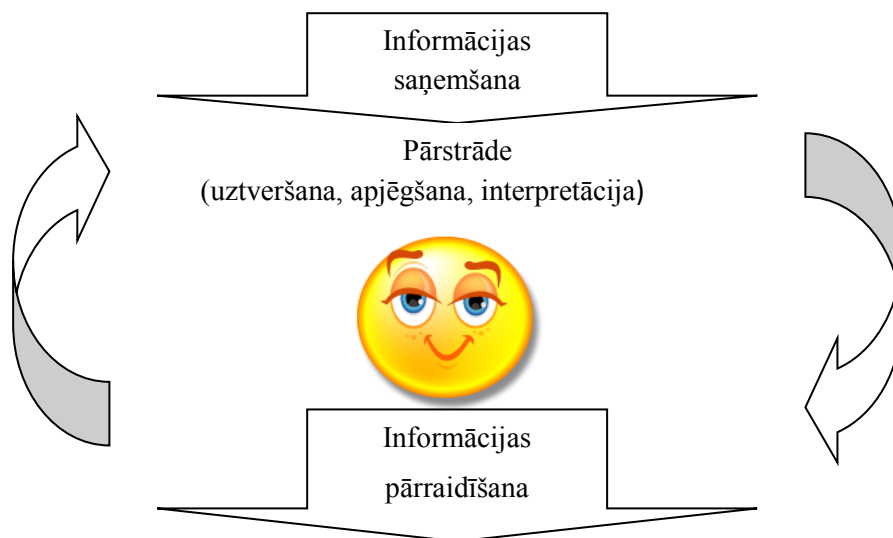 Informācijas
saņemšana
Pārstrāde
(uztveršana, apjēgšana, interpretācija)
Informācijas
pārraidīšana